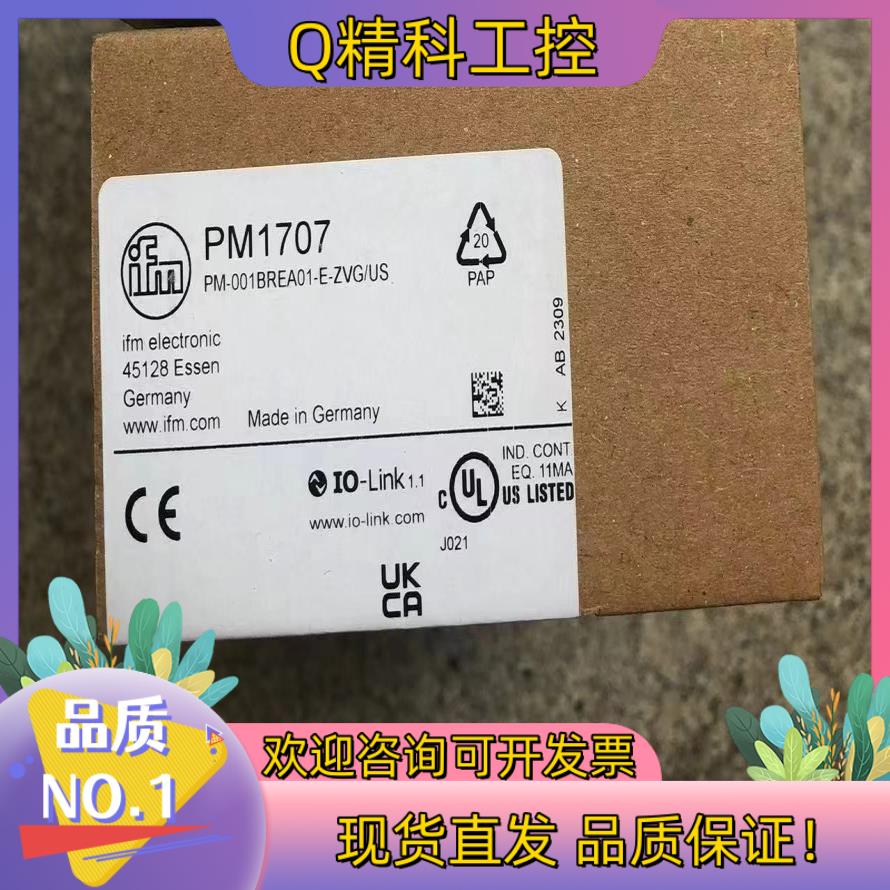 Q精科工控
ifm
PM1707
PM-001BREA01-E-ZVG/US
20
PAP
ifm electronic
45128 Essen
Germany
www.ifm.com
Made in Germany
K AB 2309
CE
IO-Link 1.1
www.io-link.com
C UL US LISTED
IND. CONT.
EQ. 11MA
J021
UK
CA
品质
NO.1
欢迎咨询可开发票
现货直发 品质保证！